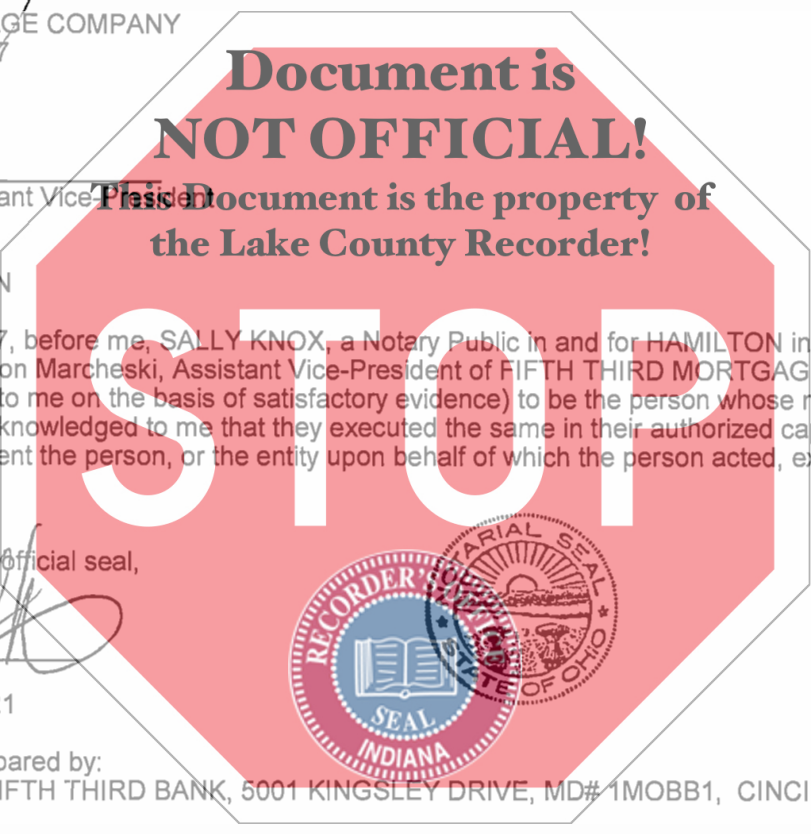 GE COMPANY
7
Document is
NOT OFFICIAL!
ant Vice-President
This Document is the property of
the Lake County Recorder!
N
STOP
7, before me, SALLY KNOX, a Notary Public in and for HAMILTON in
on Marcheski, Assistant Vice-President of FIFTH THIRD MORTGAG
to me on the basis of satisfactory evidence) to be the person whose
knowledged to me that they executed the same in their authorized ca
ent the person, or the entity upon behalf of which the person acted, ex
official seal,
NOTARIAL SEAL
STATE OF OHIO
RECORDER'S OFFICE
SEAL
INDIANA
1
pared by:
IFTH THIRD BANK, 5001 KINGSLEY DRIVE, MD# 1MOBB1, CINCI